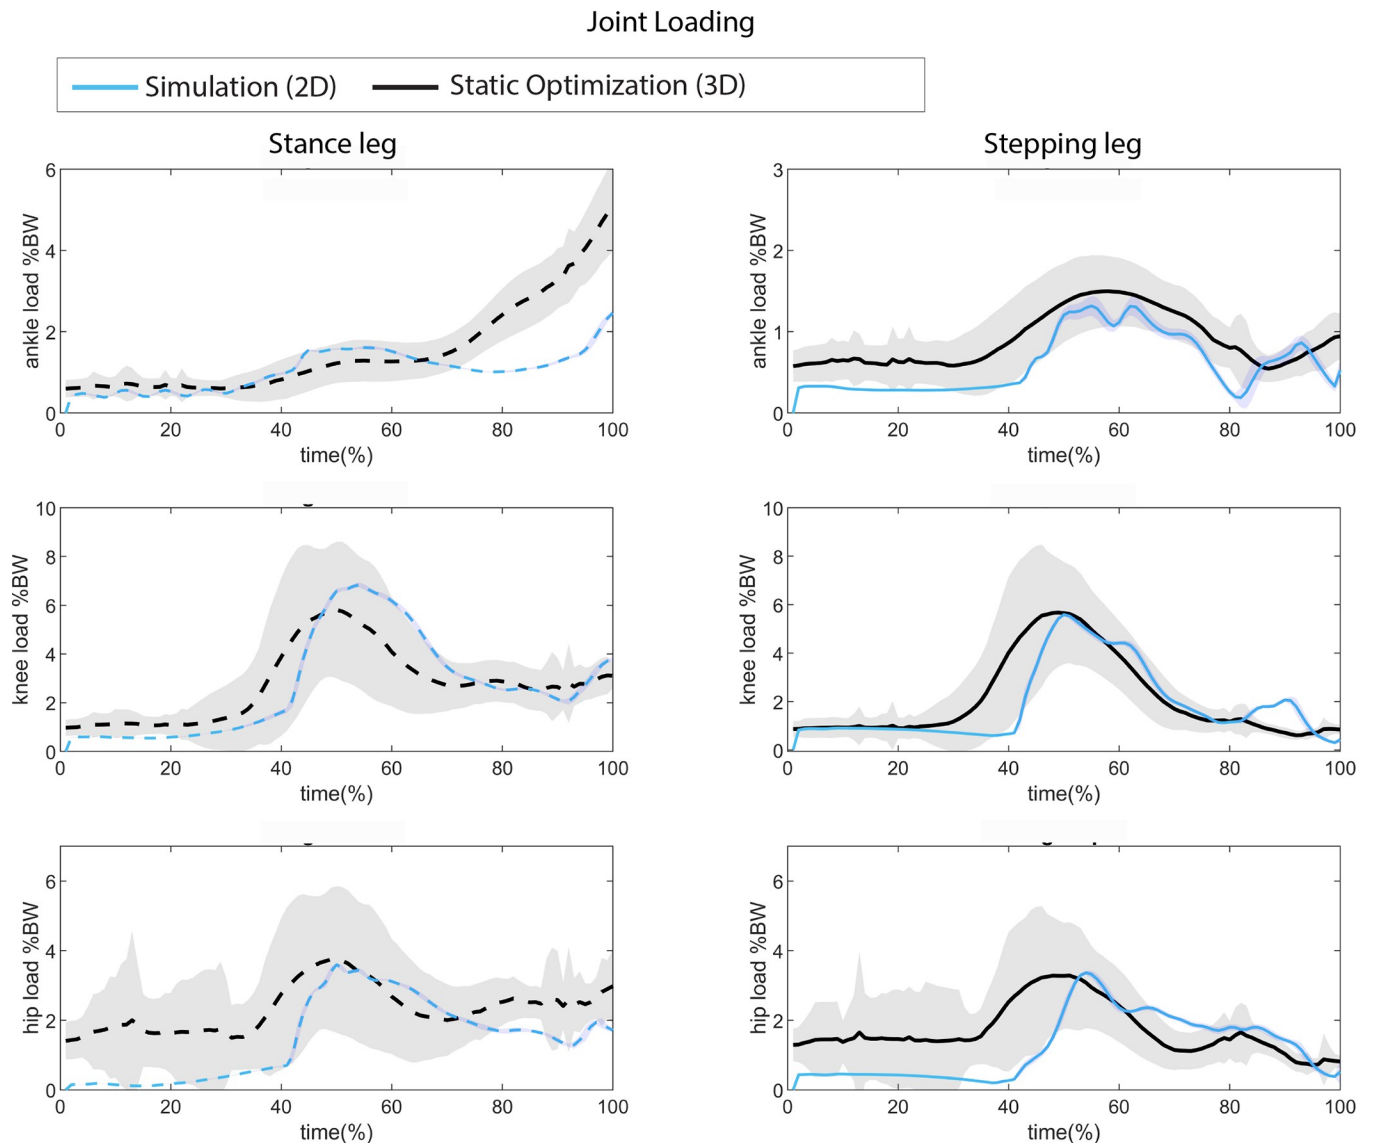 Joint Loading
Simulation (2D) Static Optimization (3D)
Stance leg
6
4
2
0
ankle load %BW
0 20 40 60 80 100
time(%)
Stepping leg
3
2
1
0
ankle load %BW
0 20 40 60 80 100
time(%)
10
8
6
4
2
0
knee load %BW
0 20 40 60 80 100
time(%)
10
8
6
4
2
0
knee load %BW
0 20 40 60 80 100
time(%)
6
4
2
0
hip load %BW
0 20 40 60 80 100
time(%)
6
4
2
0
hip load %BW
0 20 40 60 80 100
time(%)